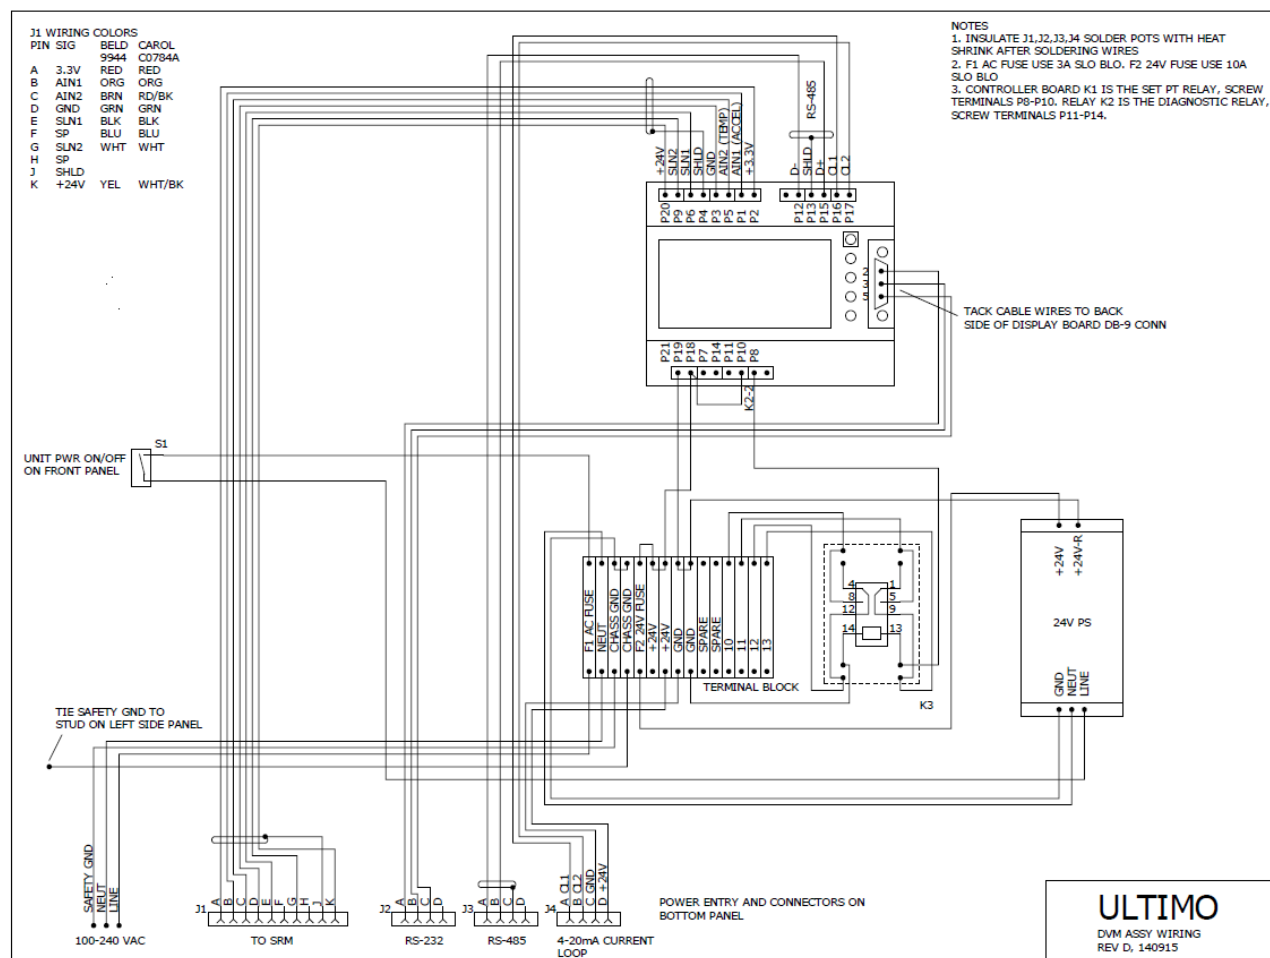 J1 WIRING COLORS
PIN SIG BELD CAROL
9944 C0784A
A 3.3V RED RED
B AIN1 ORG ORG
C AIN2 BRN RD/BK
D GND GRN GRN
E SLN1 BLK BLK
F SP BLU BLU
G SLN2 WHT WHT
H SP
J SHLD
K +24V YEL WHT/BK
NOTES
1. INSULATE J1,J2,J3,J4 SOLDER POTS WITH HEAT
SHRINK AFTER SOLDERING WIRES
2. F1 AC FUSE USE 3A SLO BLO. F2 24V FUSE USE 10A
SLO BLO
3. CONTROLLER BOARD K1 IS THE SET PT RELAY, SCREW
TERMINALS P8-P10. RELAY K2 IS THE DIAGNOSTIC RELAY,
SCREW TERMINALS P11-P14.
RS-485
+24V
SLN2
SLN1
SHLD
GND
AIN2 (TEMP)
AIN1 (ACCEL)
+3.3V
D-
SHLD
D+
CL1
CL2
P20
P9
P6
P4
P3
P5
P1
P2
P12
P13
P15
P16
P17
2
3
5
TACK CABLE WIRES TO BACK
SIDE OF DISPLAY BOARD DB-9 CONN
P21
P19
P18
P7
P14
P11
P10
P8
K2-2
S1
UNIT PWR ON/OFF
ON FRONT PANEL
F1 AC FUSE
NEUT
CHASS GND
CHASS GND
F2 24V FUSE
+24V
+24V
GND
GND
SPARE
SPARE
10
11
12
13
TERMINAL BLOCK
4 1
8 5
12 9
14 13
K3
+24V
+24V-R
24V PS
GND
NEUT
LINE
TIE SAFETY GND TO
STUD ON LEFT SIDE PANEL
SAFETY GND
NEUT
LINE
100-240 VAC
J1
A
B
C
D
E
F
G
H
J
K
TO SRM
J2
A
B
C
D
RS-232
J3
A
B
C
D
RS-485
J4
A CL1
B CL2
C GND
D +24V
4-20mA CURRENT
LOOP
POWER ENTRY AND CONNECTORS ON
BOTTOM PANEL
ULTIMO
DVM ASSY WIRING
REV D, 140915